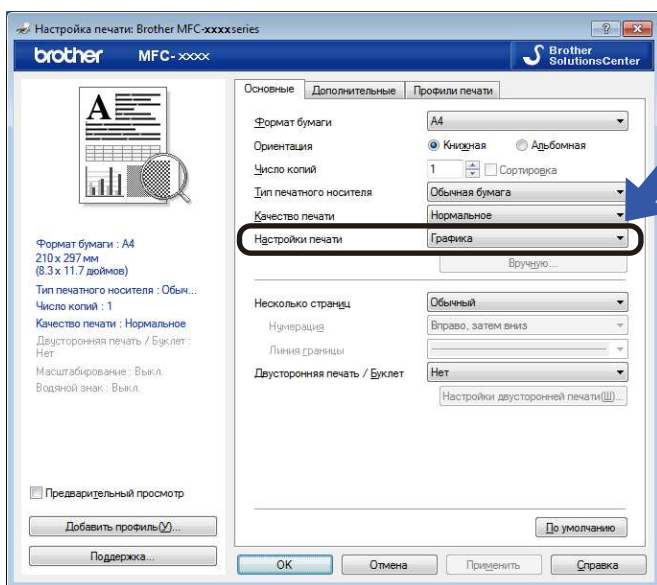 Настройка печати: Brother MFC-xxxxseries
brother MFC-xxxx
Brother
SolutionsCenter
Основные Дополнительные Профили печати
A
Формат бумаги A4
Ориентация Книжная Альбомная
Число копий 1 Сортировка
Тип печатного носителя Обычная бумага
Качество печати Нормальное
Настройки печати Графика
Вручную...
Несколько страниц Обычный
Нумерация Вправо, затем вниз
Линия границы
Двусторонняя печать / Буклет Нет
Настройки двусторонней печати(Ш)...
Формат бумаги : A4
210 x 297 мм
(8.3 x 11.7 дюймов)
Тип печатного носителя : Обыч...
Число копий : 1
Качество печати : Нормальное
Двусторонняя печать / Буклет :
Нет
Масштабирование : Выкл.
Водяной знак : Выкл.
Предварительный просмотр
Добавить профиль(У)...
Поддержка...
По умолчанию
OK Отмена Применить Справка